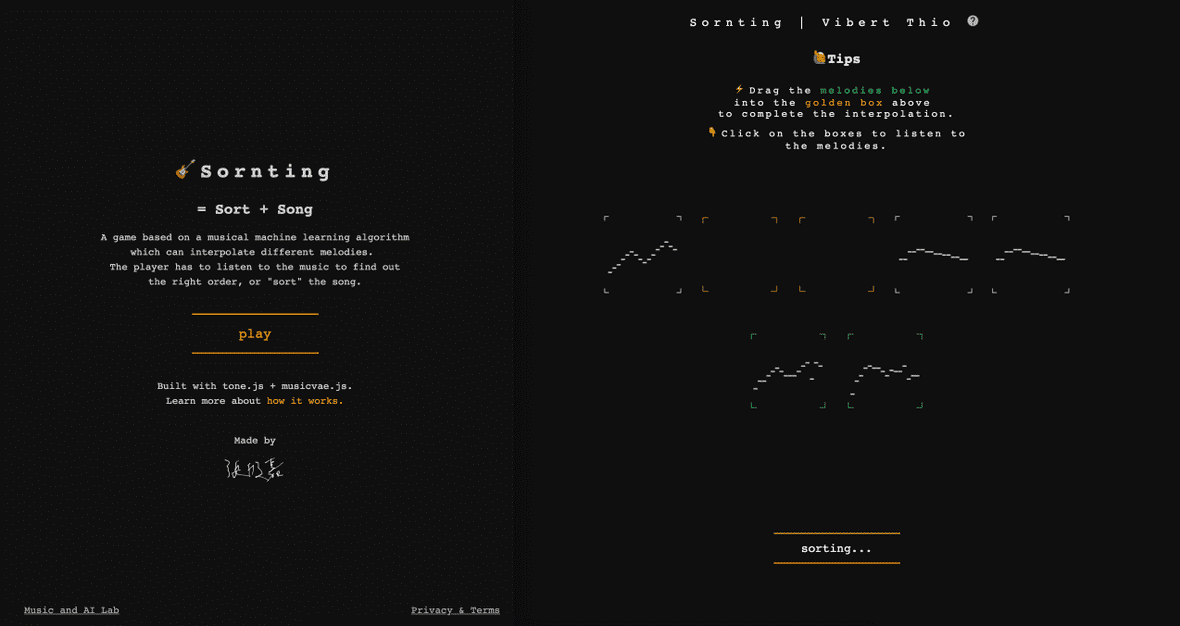 Sornting
= Sort + Song
A game based on a musical machine learning algorithm
which can interpolate different melodies.
The player has to listen to the music to find out
the right order, or "sort" the song.
play
Built with tone.js + musicvae.js.
Learn more about how it works.
Made by
Music and AI Lab
Privacy & Terms
Sornting | Vibert Thio ?
Tips
Drag the melodies below
into the golden box above
to complete the interpolation.
Click on the boxes to listen to
the melodies.
sorting...